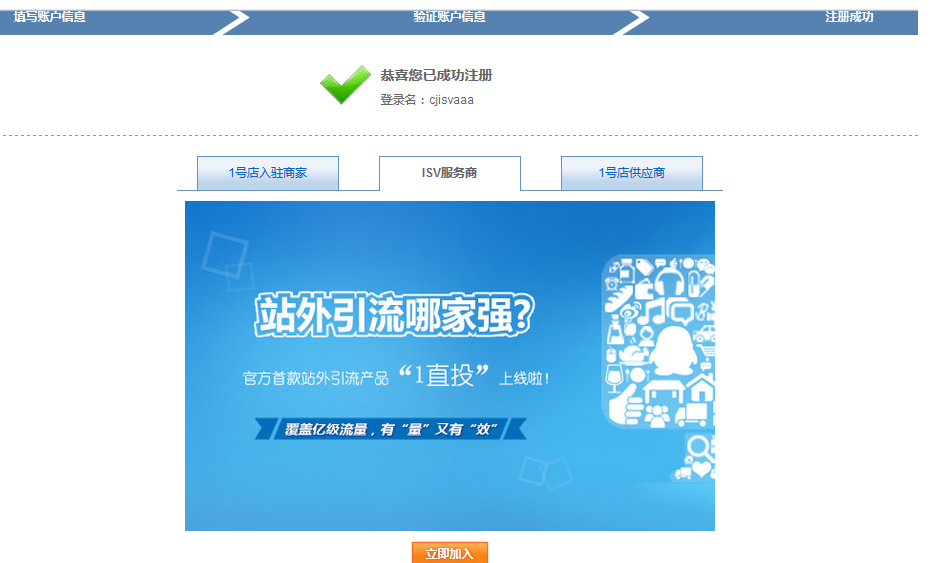 填写账户信息 验证账户信息 注册成功
恭喜您已成功注册
登录名：cjisvaaa
1号店入驻商家 ISV服务商 1号店供应商
站外引流哪家强?
官方首款站外引流产品“1直投”上线啦!
覆盖亿级流量，有“量”又有“效”
立即加入